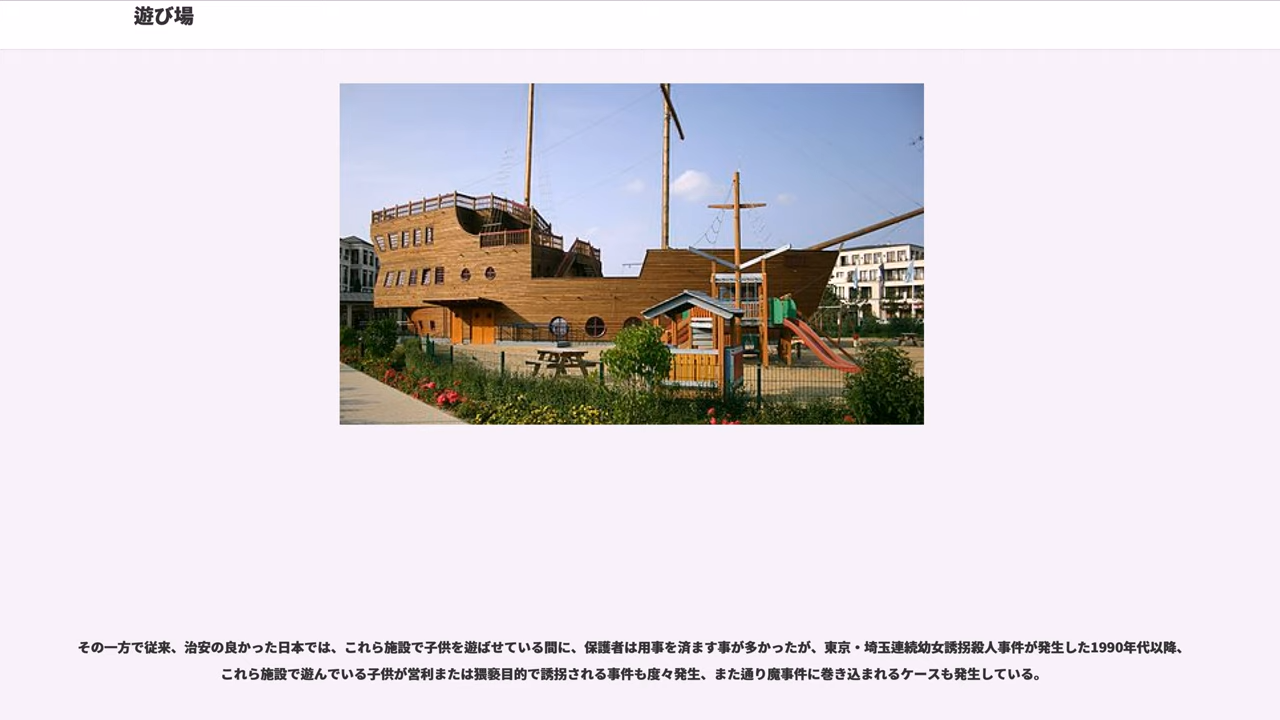 遊び場
その一方で従来、治安の良かった日本では、これら施設で子供を遊ばせている間に、保護者は用事を済ます事が多かったが、東京・埼玉連続幼女誘拐殺人事件が発生した1990年代以降、
これら施設で遊んでいる子供が営利または猥褻目的で誘拐される事件も度々発生、また通り魔事件に巻き込まれるケースも発生している。